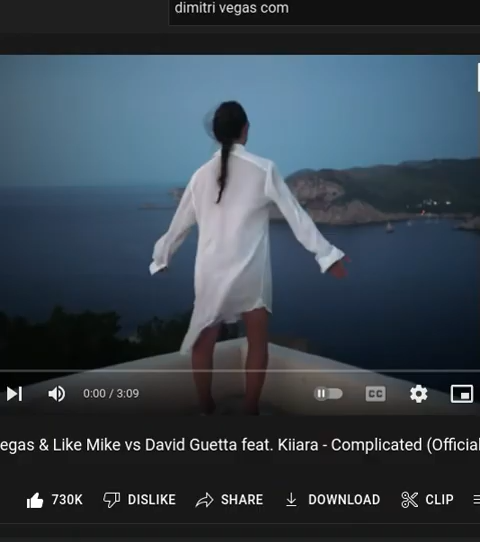 dimitri vegas com
0:00 / 3:09
CC
egas & Like Mike vs David Guetta feat. Kiiara - Complicated (Official
730K DISLIKE SHARE DOWNLOAD CLIP